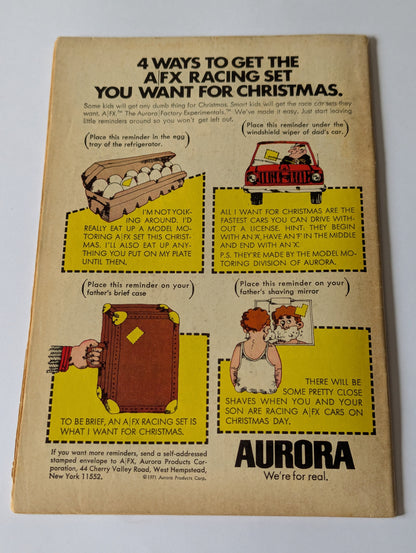 4 WAYS TO GET THE
A|FX RACING SET
YOU WANT FOR CHRISTMAS.
Some kids will get any dumb thing for Christmas. Smart kids will get the race car sets they
want. A|FX.™ The Aurora|Factory Experimentals.™ We've made it easy. Just start leaving
little reminders around so you won't get left out.
(Place this reminder in the egg
tray of the refrigerator.)
I'M NOT YOLK-
ING AROUND. I'D
REALLY EAT UP A MODEL MO-
TORING A|FX SET THIS CHRIST-
MAS. I'LL ALSO EAT UP ANY-
THING YOU PUT ON MY PLATE
UNTIL THEN.
(Place this reminder under the
windshield wiper of dad's car.)
ALL I WANT FOR CHRISTMAS ARE THE
FASTEST CARS YOU CAN DRIVE WITH-
OUT A LICENSE. HINT: THEY BEGIN
WITH AN 'A', HAVE AN 'F' IN THE MIDDLE
AND END WITH AN 'X'.
P.S. THEY'RE MADE BY THE MODEL MO-
TORING DIVISION OF AURORA.
(Place this reminder on your
father's brief case)
TO BE BRIEF, AN A|FX RACING SET IS
WHAT I WANT FOR CHRISTMAS.
(Place this reminder on your
father's shaving mirror)
THERE WILL BE
SOME PRETTY CLOSE
SHAVES WHEN YOU AND YOUR
SON ARE RACING A|FX CARS ON
CHRISTMAS DAY.
If you want more reminders, send a self-addressed
stamped envelope to A|FX, Aurora Products Cor-
poration, 44 Cherry Valley Road, West Hempstead,
New York 11552.
©1971 Aurora Products Corp.
AURORA
We're for real.